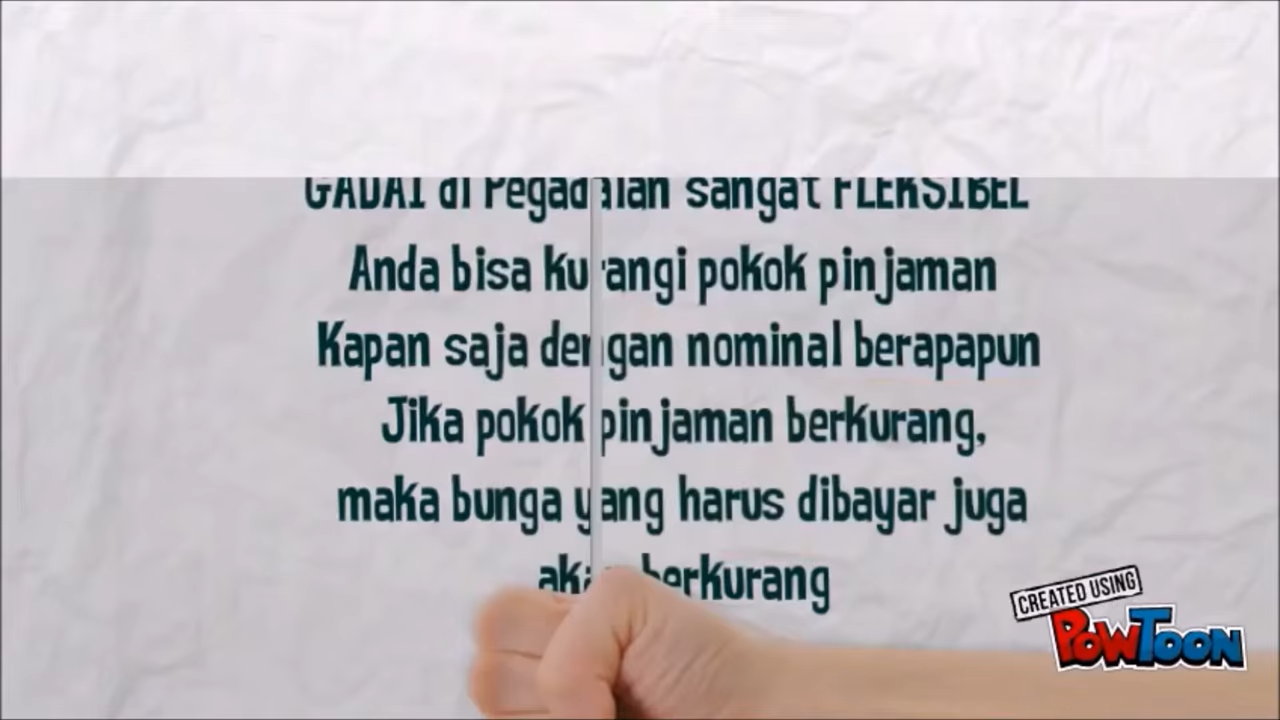 GADAI di Pegadaian sangat FLEKSIBEL
Anda bisa kurangi pokok pinjaman
Kapan saja dengan nominal berapapun
Jika pokok pinjaman berkurang,
maka bunga yang harus dibayar juga
akan berkurang
CREATED USING
POWTOON